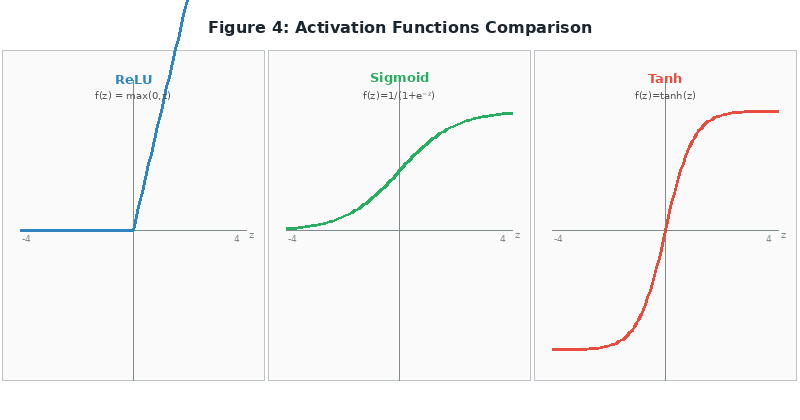 Figure 4: Activation Functions Comparison
ReLU
f(z) = max(0,z)
-4
4
z
Sigmoid
f(z)=1/(1+e⁻ᶻ)
-4
4
z
Tanh
f(z)=tanh(z)
-4
4
z